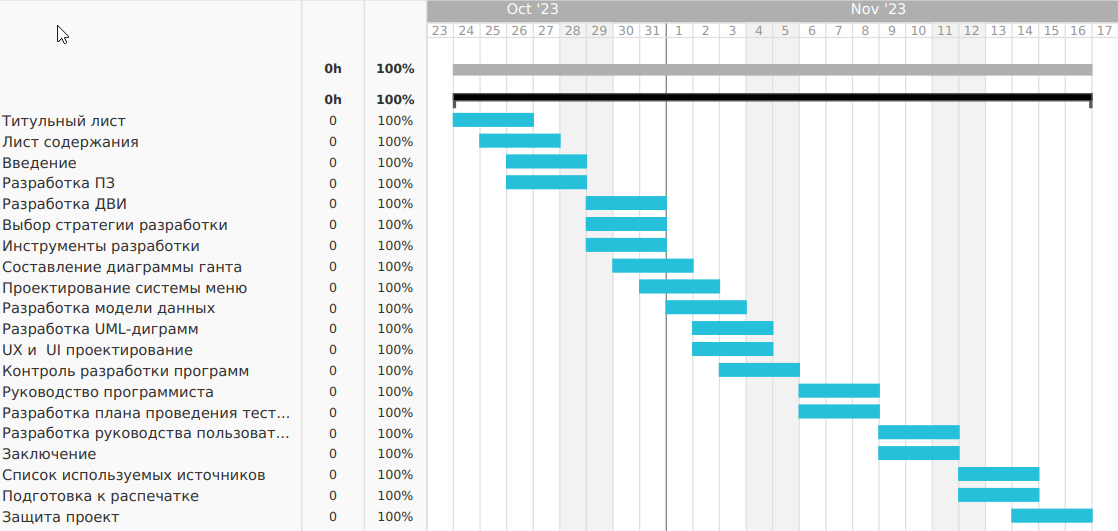 Oct '23 Nov '23
23 24 25 26 27 28 29 30 31 1 2 3 4 5 6 7 8 9 10 11 12 13 14 15 16 17
0h 100%
0h 100%
Титульный лист 0 100%
Лист содержания 0 100%
Введение 0 100%
Разработка ПЗ 0 100%
Разработка ДВИ 0 100%
Выбор стратегии разработки 0 100%
Инструменты разработки 0 100%
Составление диаграммы ганта 0 100%
Проектирование системы меню 0 100%
Разработка модели данных 0 100%
Разработка UML-диграмм 0 100%
UX и  UI проектирование 0 100%
Контроль разработки программ 0 100%
Руководство программиста 0 100%
Разработка плана проведения тест... 0 100%
Разработка руководства пользоват... 0 100%
Заключение 0 100%
Список используемых источников 0 100%
Подготовка к распечатке 0 100%
Защита проект 0 100%